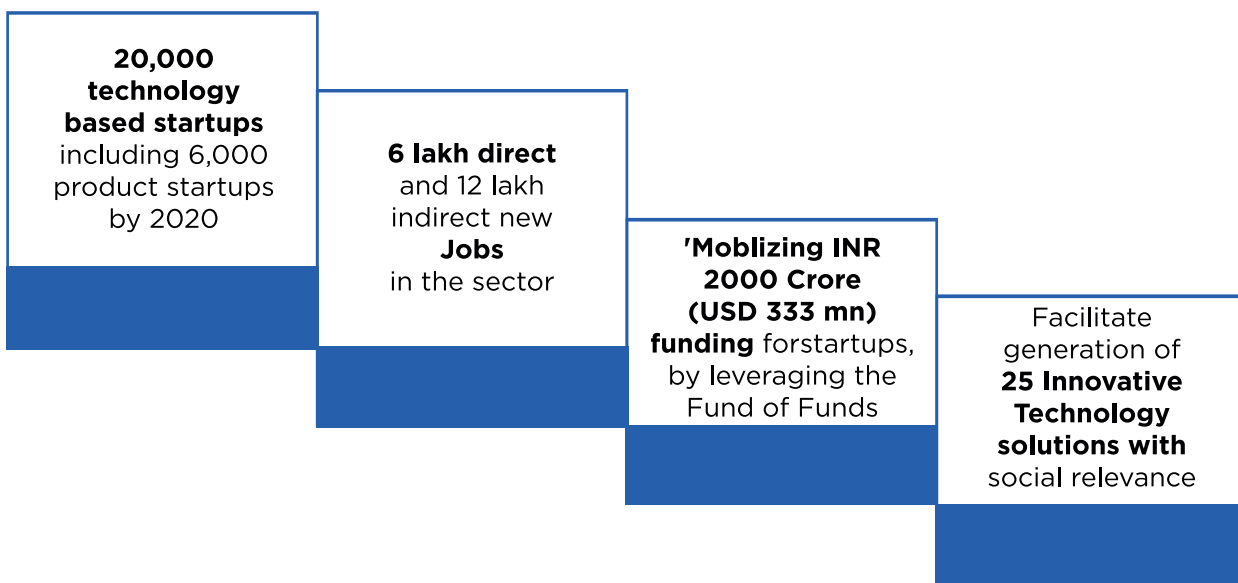 20,000
technology
based startups
including 6,000
product startups
by 2020
6 lakh direct
and 12 lakh
indirect new
Jobs
in the sector
'Moblizing INR
2000 Crore
(USD 333 mn)
funding forstartups,
by leveraging the
Fund of Funds
Facilitate
generation of
25 Innovative
Technology
solutions with
social relevance